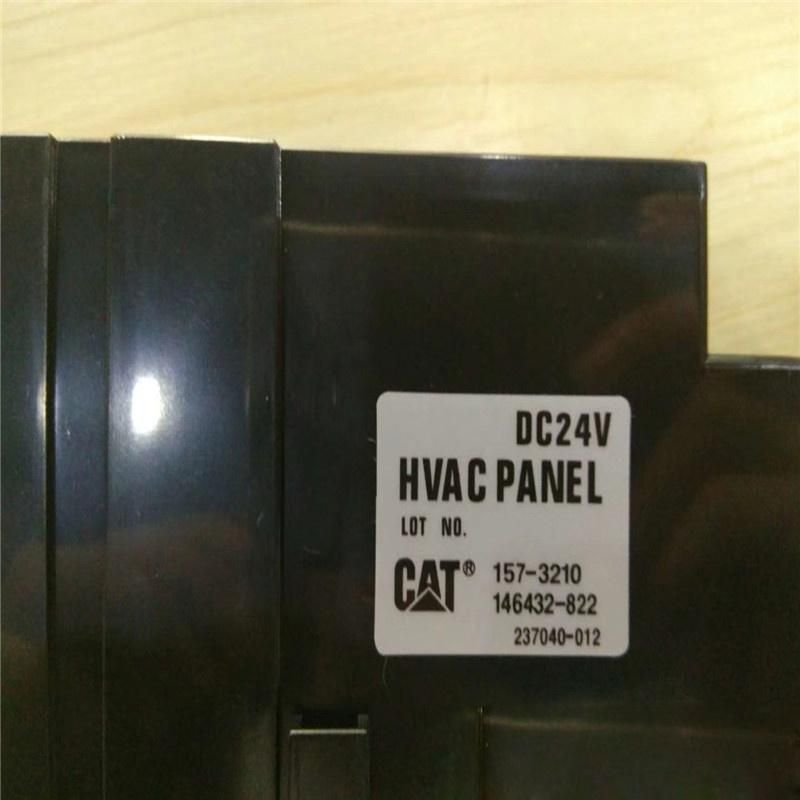 DC24V
HVAC PANEL
LOT NO.
CAT® 157-3210
146432-822
237040-012